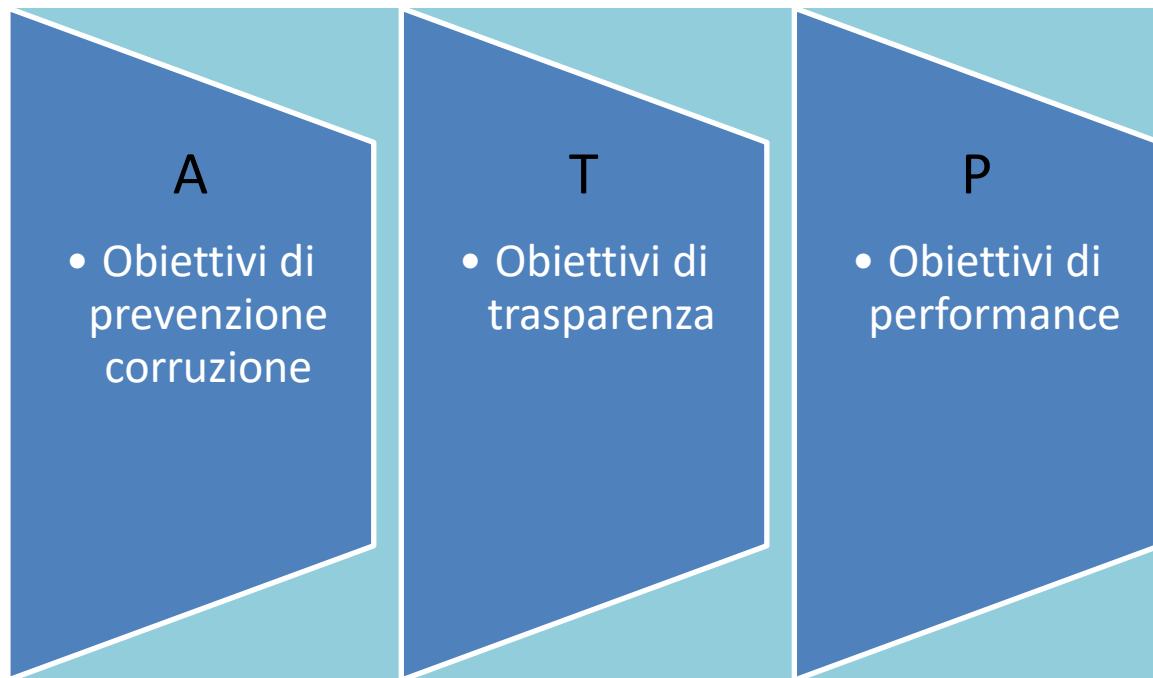 A
• Obiettivi di
prevenzione
corruzione
T
• Obiettivi di
trasparenza
P
• Obiettivi di
performance